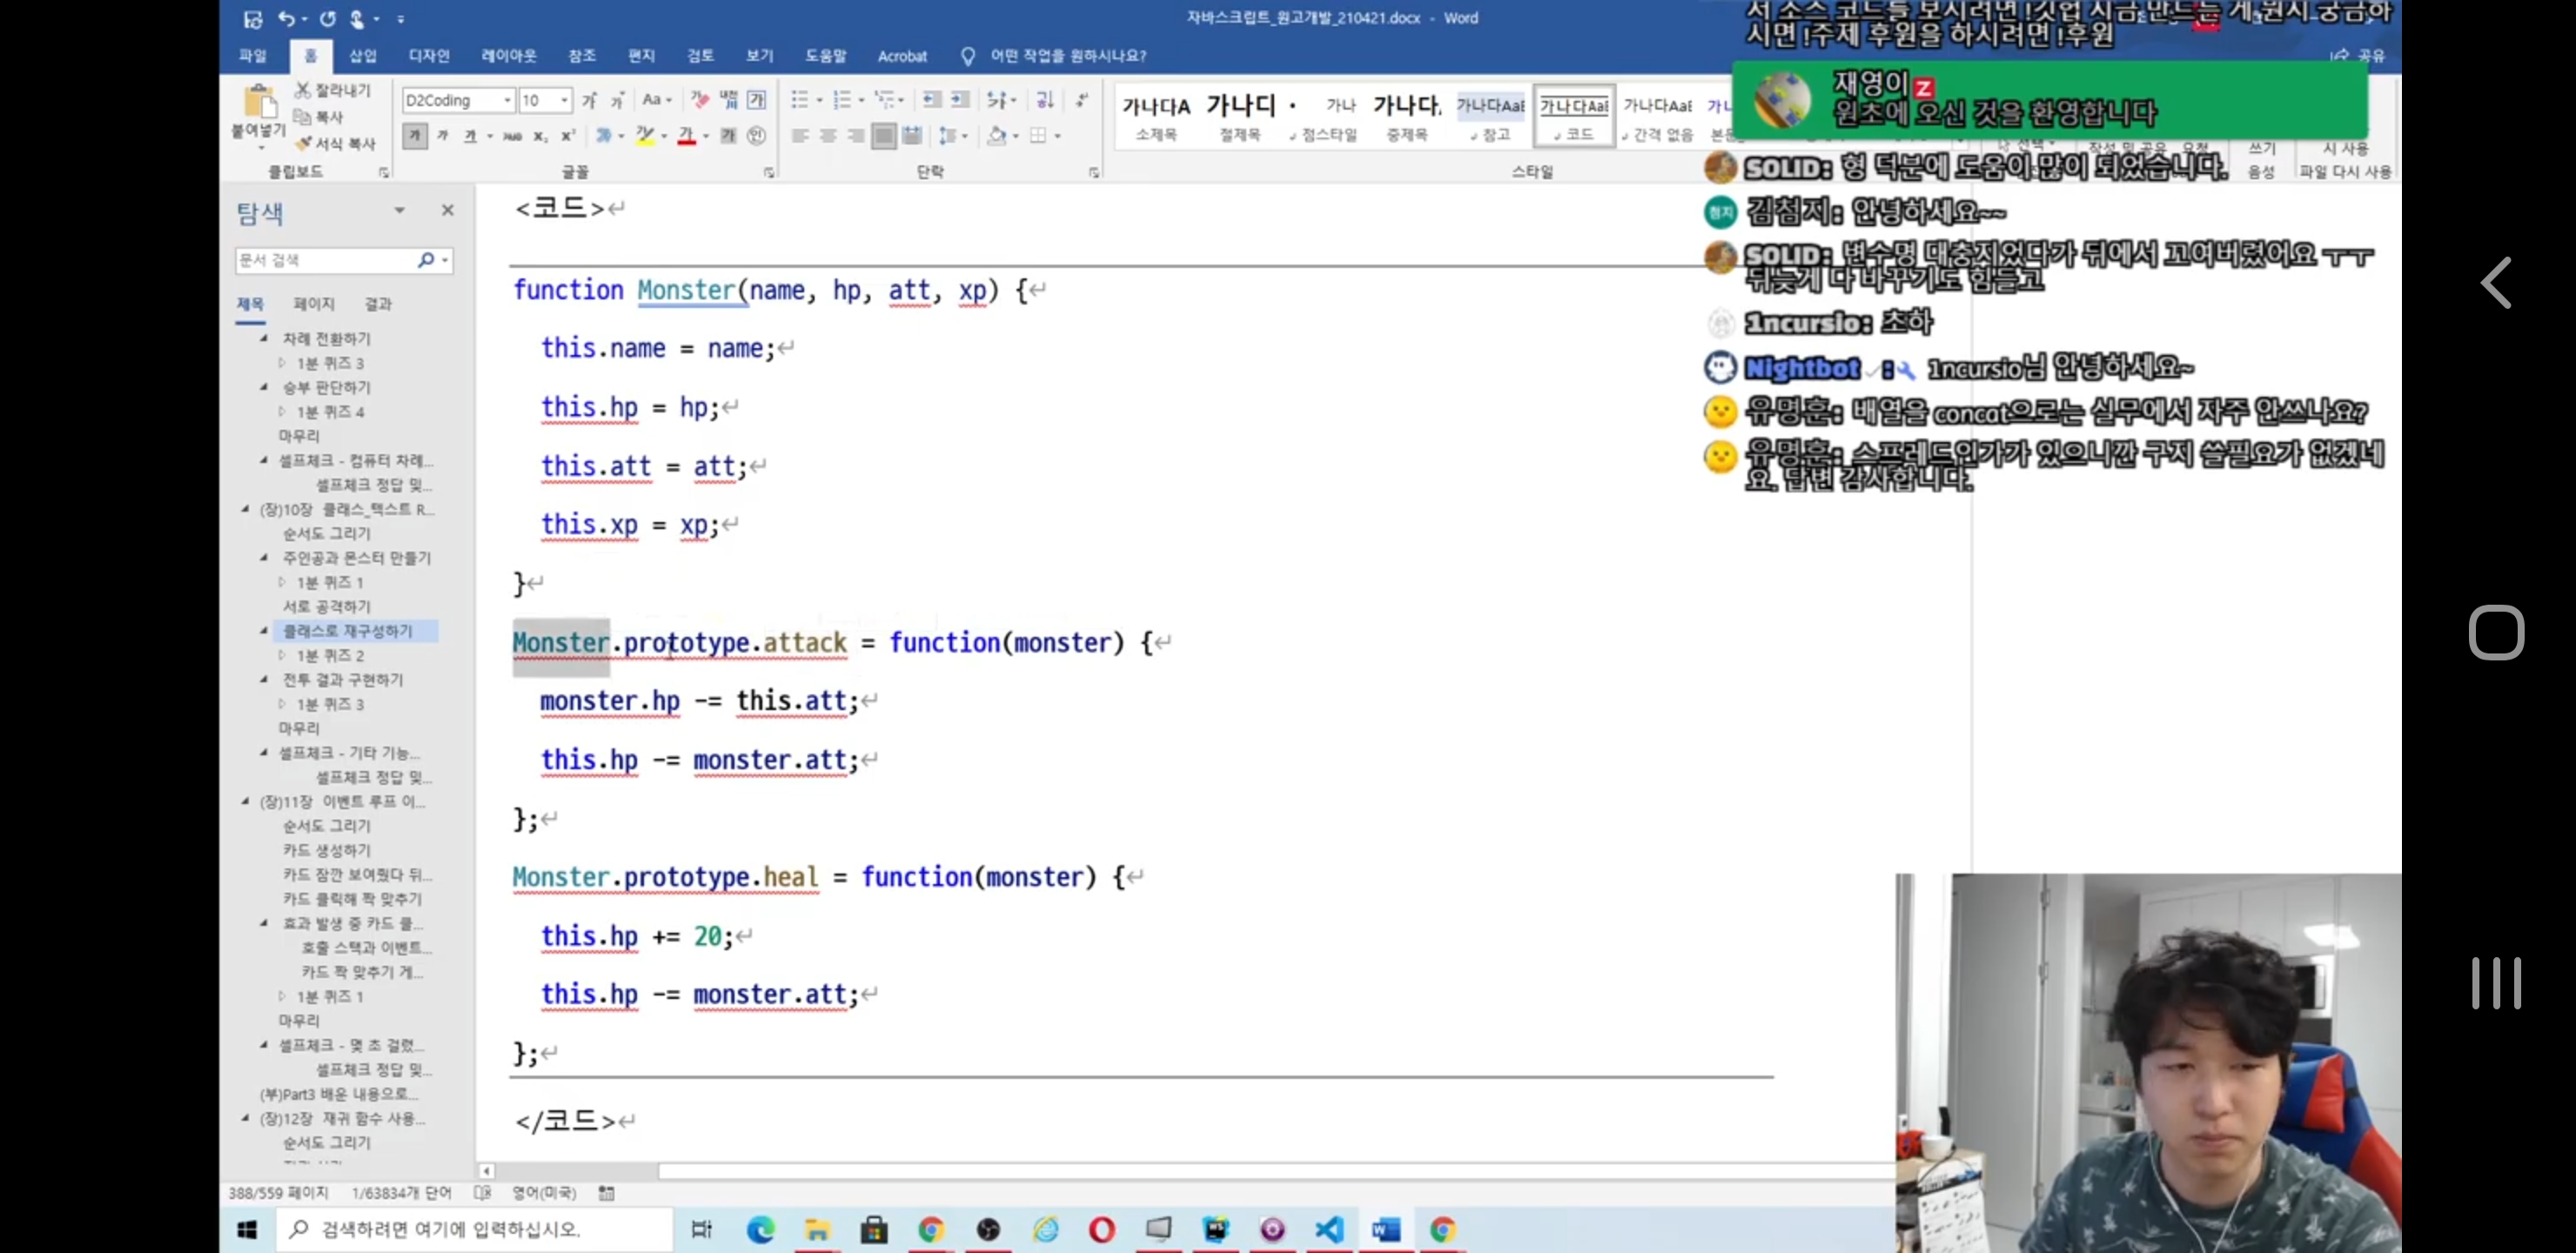 자바스크립트_원고개발_210421.docx - Word
파일 홈 삽입 디자인 레이아웃 참조 편지 검토 보기 도움말 Acrobat 어떤 작업을 원하시나요? 공유
붙여넣기
잘라내기
복사
서식 복사
클립보드
D2Coding 10
글꼴
단락
가나다A 소제목
가나디 절제목
가나 점스타일
가나다, 중제목
가나다AaB 참고
가나다AaB 코드
가나다AaB 간격 없음
스타일
쓰기
음성
시 사용
파일 다시 사용
탐색
문서 검색
제목 페이지 결과
차례 전환하기
1분 퀴즈 3
승부 판단하기
1분 퀴즈 4
마무리
셀프체크 - 컴퓨터 차례...
셀프체크 정답 및...
(장)10장 클래스_텍스트 R...
순서도 그리기
주인공과 몬스터 만들기
1분 퀴즈 1
서로 공격하기
클래스로 재구성하기
1분 퀴즈 2
전투 결과 구현하기
1분 퀴즈 3
마무리
셀프체크 - 기타 기능...
셀프체크 정답 및...
(장)11장 이벤트 루프 이...
순서도 그리기
카드 생성하기
카드 잠깐 보여줬다 뒤...
카드 클릭해 짝 맞추기
효과 발생 중 카드 클...
호출 스택과 이벤트...
카드 짝 맞추기 게...
1분 퀴즈 1
마무리
셀프체크 - 몇 초 걸렸...
셀프체크 정답 및...
(부)Part3 배운 내용으로...
(장)12장 재귀 함수 사용...
순서도 그리기
<코드>
function Monster(name, hp, att, xp) {
this.name = name;
this.hp = hp;
this.att = att;
this.xp = xp;
}
Monster.prototype.attack = function(monster) {
monster.hp -= this.att;
this.hp -= monster.att;
};
Monster.prototype.heal = function(monster) {
this.hp += 20;
this.hp -= monster.att;
};
</코드>
시면 !주제 후원을 하시려면 !후원
재영이 Z
원초에 오신 것을 환영합니다
SOLID: 형 덕분에 도움이 많이 되었습니다.
첨지 김첨지: 안녕하세요~~
SOLID: 변수명 대충지었다가 뒤에서 꼬여버렸어요 ㅜㅜ
뒤늦게 다 바꾸기도 힘들고
1ncursio: 초하
Nightbot : 1ncursio님 안녕하세요~
유명훈: 배열을 concat으로는 실무에서 자주 안쓰나요?
유명훈: 스프레드인가가 있으니깐 구지 쓸필요가 없겠네
요. 답변 감사합니다.
388/559 페이지 1/63834개 단어 영어(미국)
검색하려면 여기에 입력하십시오.